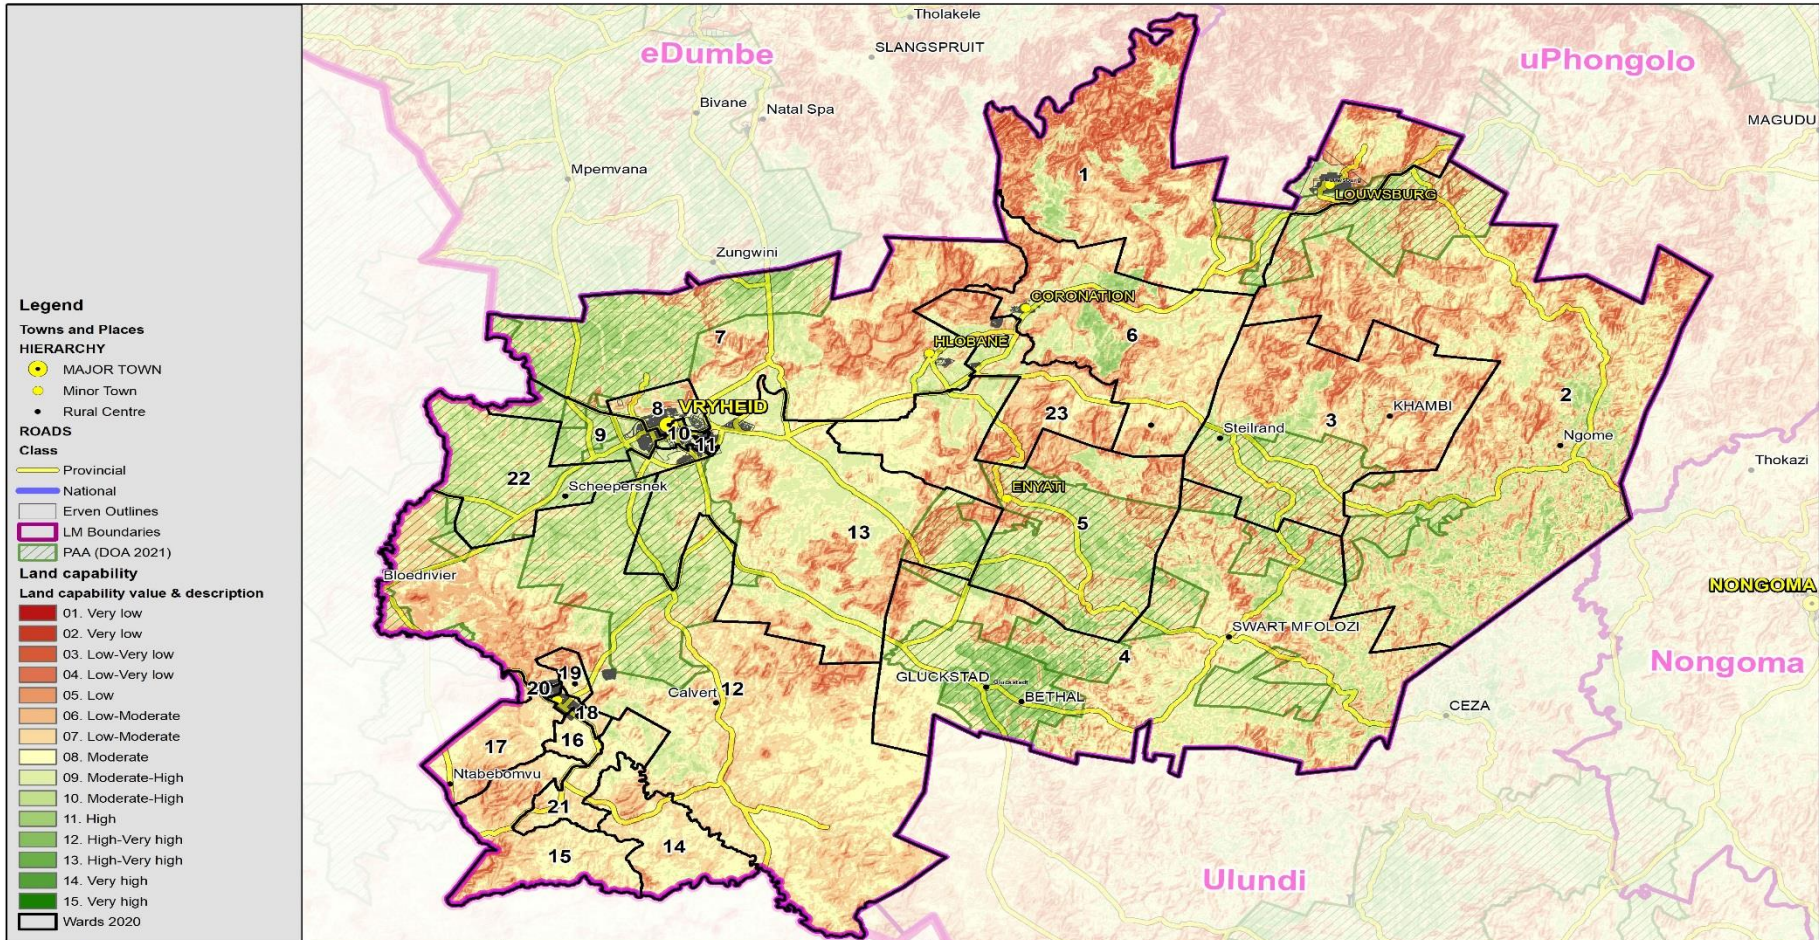 Legend
Towns and Places
HIERARCHY
MAJOR TOWN
Minor Town
Rural Centre
ROADS
Class
Provincial
National
Erven Outlines
LM Boundaries
PAA (DOA 2021)
Land capability
Land capability value & description
01. Very low
02. Very low
03. Low-Very low
04. Low-Very low
05. Low
06. Low-Moderate
07. Low-Moderate
08. Moderate
09. Moderate-High
10. Moderate-High
11. High
12. High-Very high
13. High-Very high
14. Very high
15. Very high
Wards 2020
Tholakele
SLANGSPRUIT
eDumbe
uPhongolo
Bivane
Natal Spa
MAGUDU
Mpemvana
1
LOUWSBURG
Zungwini
CORONATION
7
6
HLOBANE
2
8
VRYHEID
10
11
9
23
3
KHAMBI
Steilrand
Ngome
Thokazi
22
Scheepersnek
ENYATI
13
5
Bloedrivier
NONGOMA
SWART MFOLOZI
4
Nongoma
19
20
GLUCKSTAD
Gluckstadt
BETHAL
Calvert
12
CEZA
18
17
16
Ntabebomvu
21
15
14
Ulundi